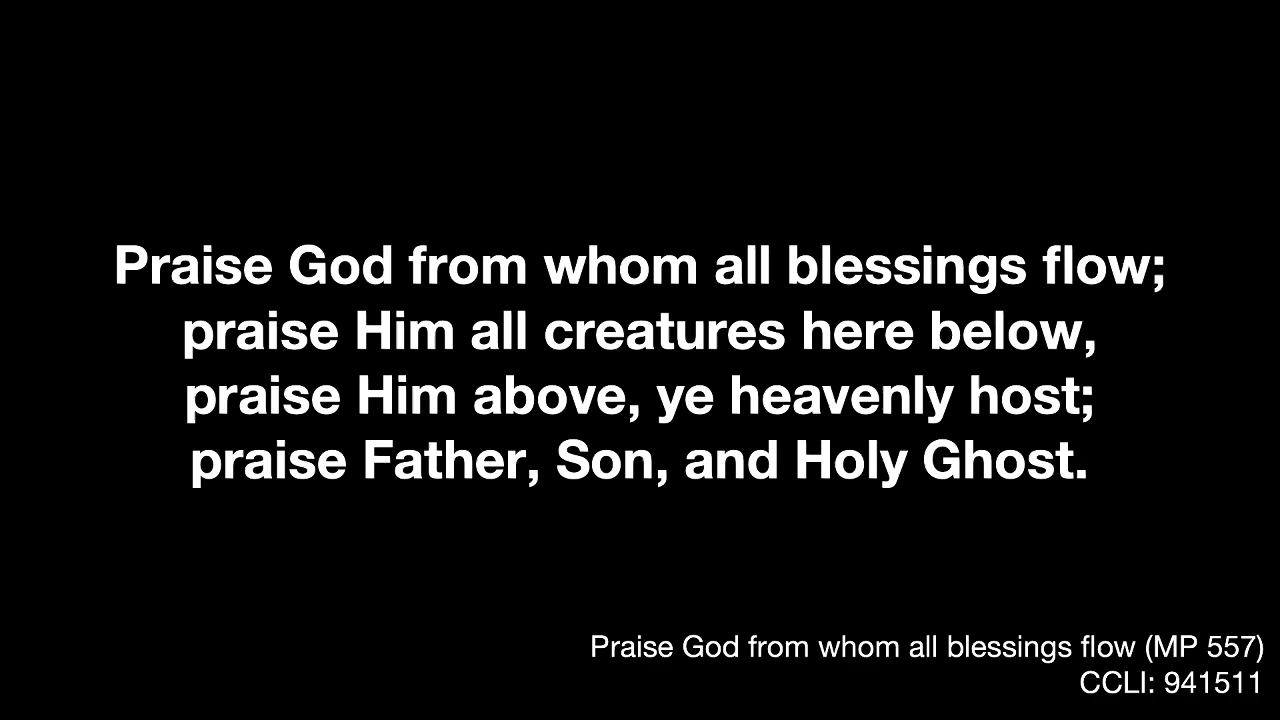 Praise God from whom all blessings flow;
praise Him all creatures here below,
praise Him above, ye heavenly host;
praise Father, Son, and Holy Ghost.
Praise God from whom all blessings flow (MP 557)
CCLI: 941511